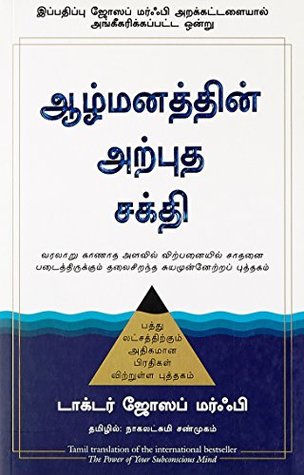 இப்பதிப்பு ஜோஸப் மர்ஃபி அறக்கட்டளையால்
அங்கீகரிக்கப்பட்ட ஒன்று
ஆழ்மனத்தின்
அற்புத
சக்தி
வரலாறு காணாத அளவில் விற்பனையில் சாதனை
படைத்திருக்கும் தலைசிறந்த சுயமுன்னேற்றப் புத்தகம்
பத்து
லட்சத்திற்கும்
அதிகமான
பிரதிகள்
விற்றுள்ள புத்தகம்
டாக்டர் ஜோஸப் மர்ஃபி
தமிழில்: நாகலட்சுமி சண்முகம்
Tamil translation of the international bestseller
The Power of Your Subconscious Mind